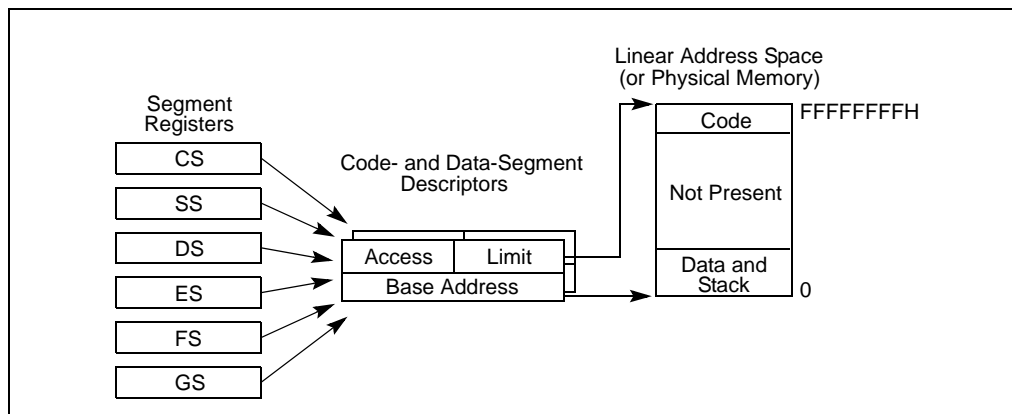 Segment
Registers
CS
SS
DS
ES
FS
GS
Code- and Data-Segment
Descriptors
Access
Limit
Base Address
Linear Address Space
(or Physical Memory)
Code
FFFFFFFFH
Not Present
Data and
Stack
0